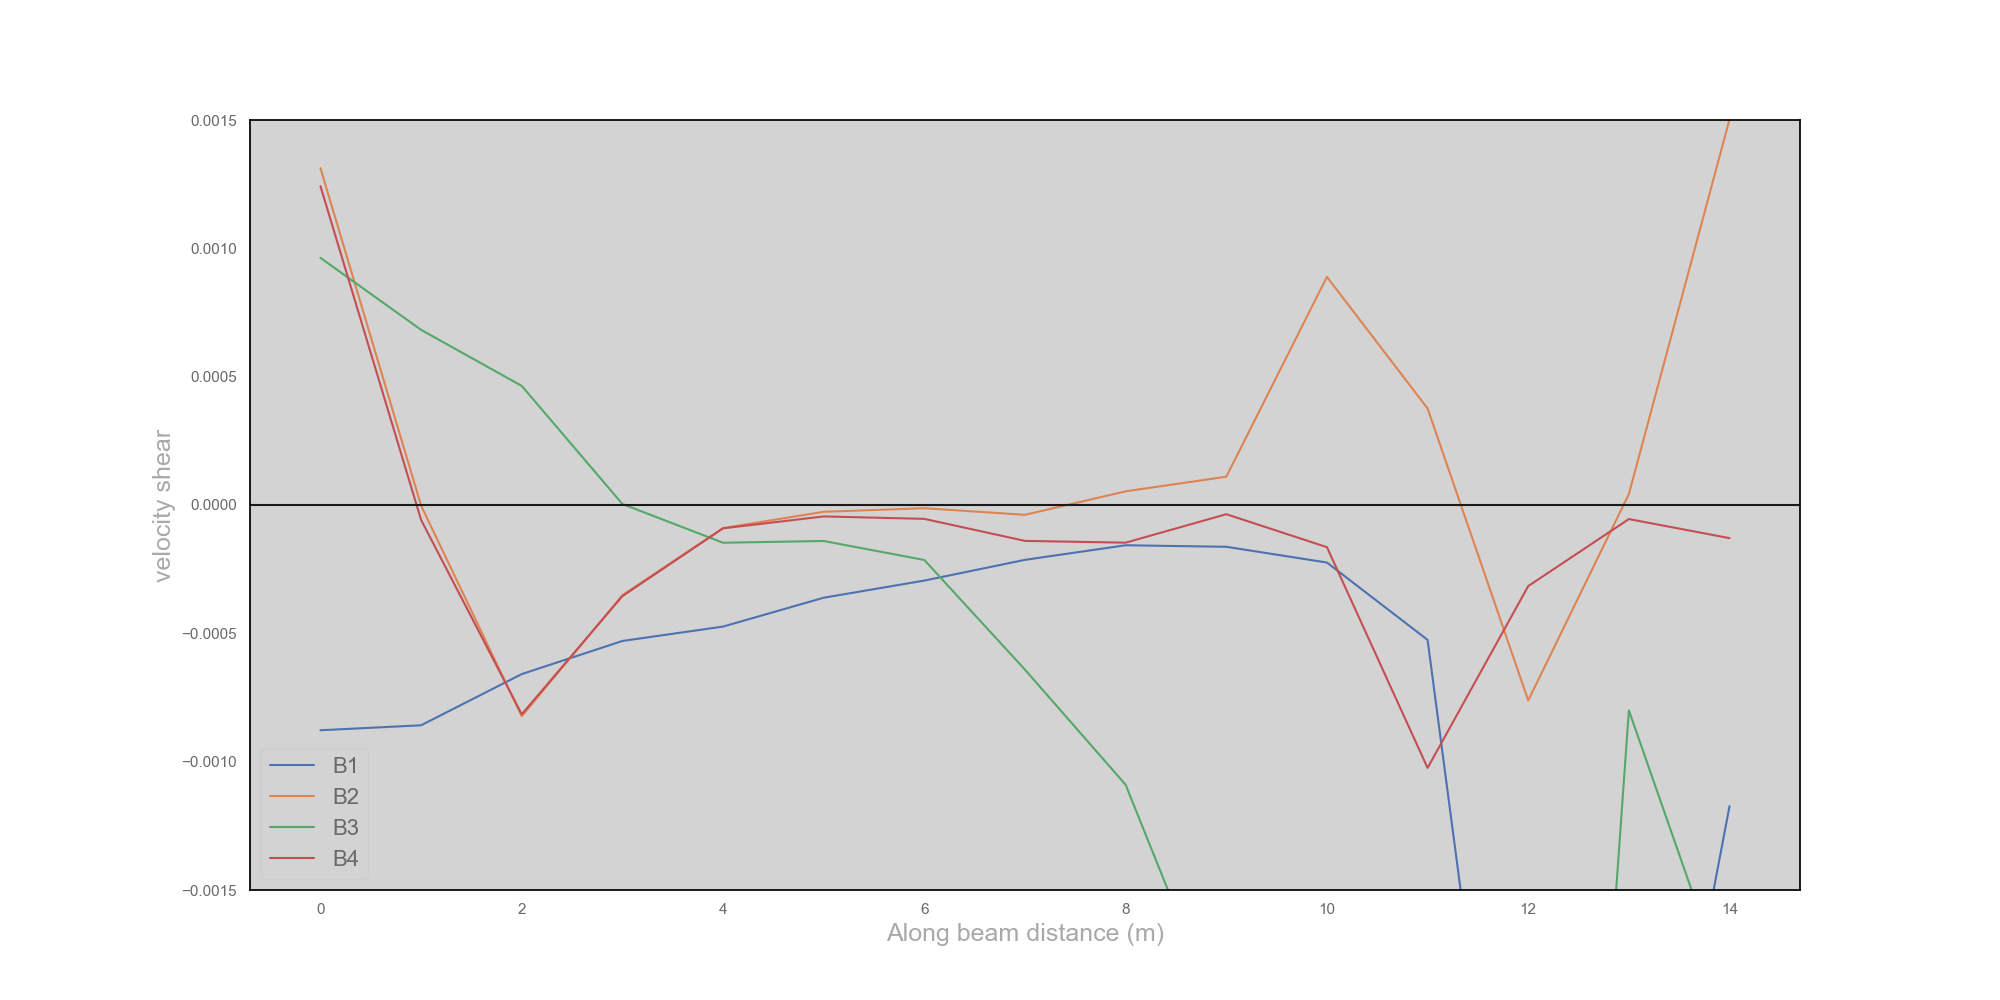 0.0015
0.0010
0.0005
0.0000
−0.0005
−0.0010
−0.0015
velocity shear
B1
B2
B3
B4
0 2 4 6 8 10 12 14
Along beam distance (m)